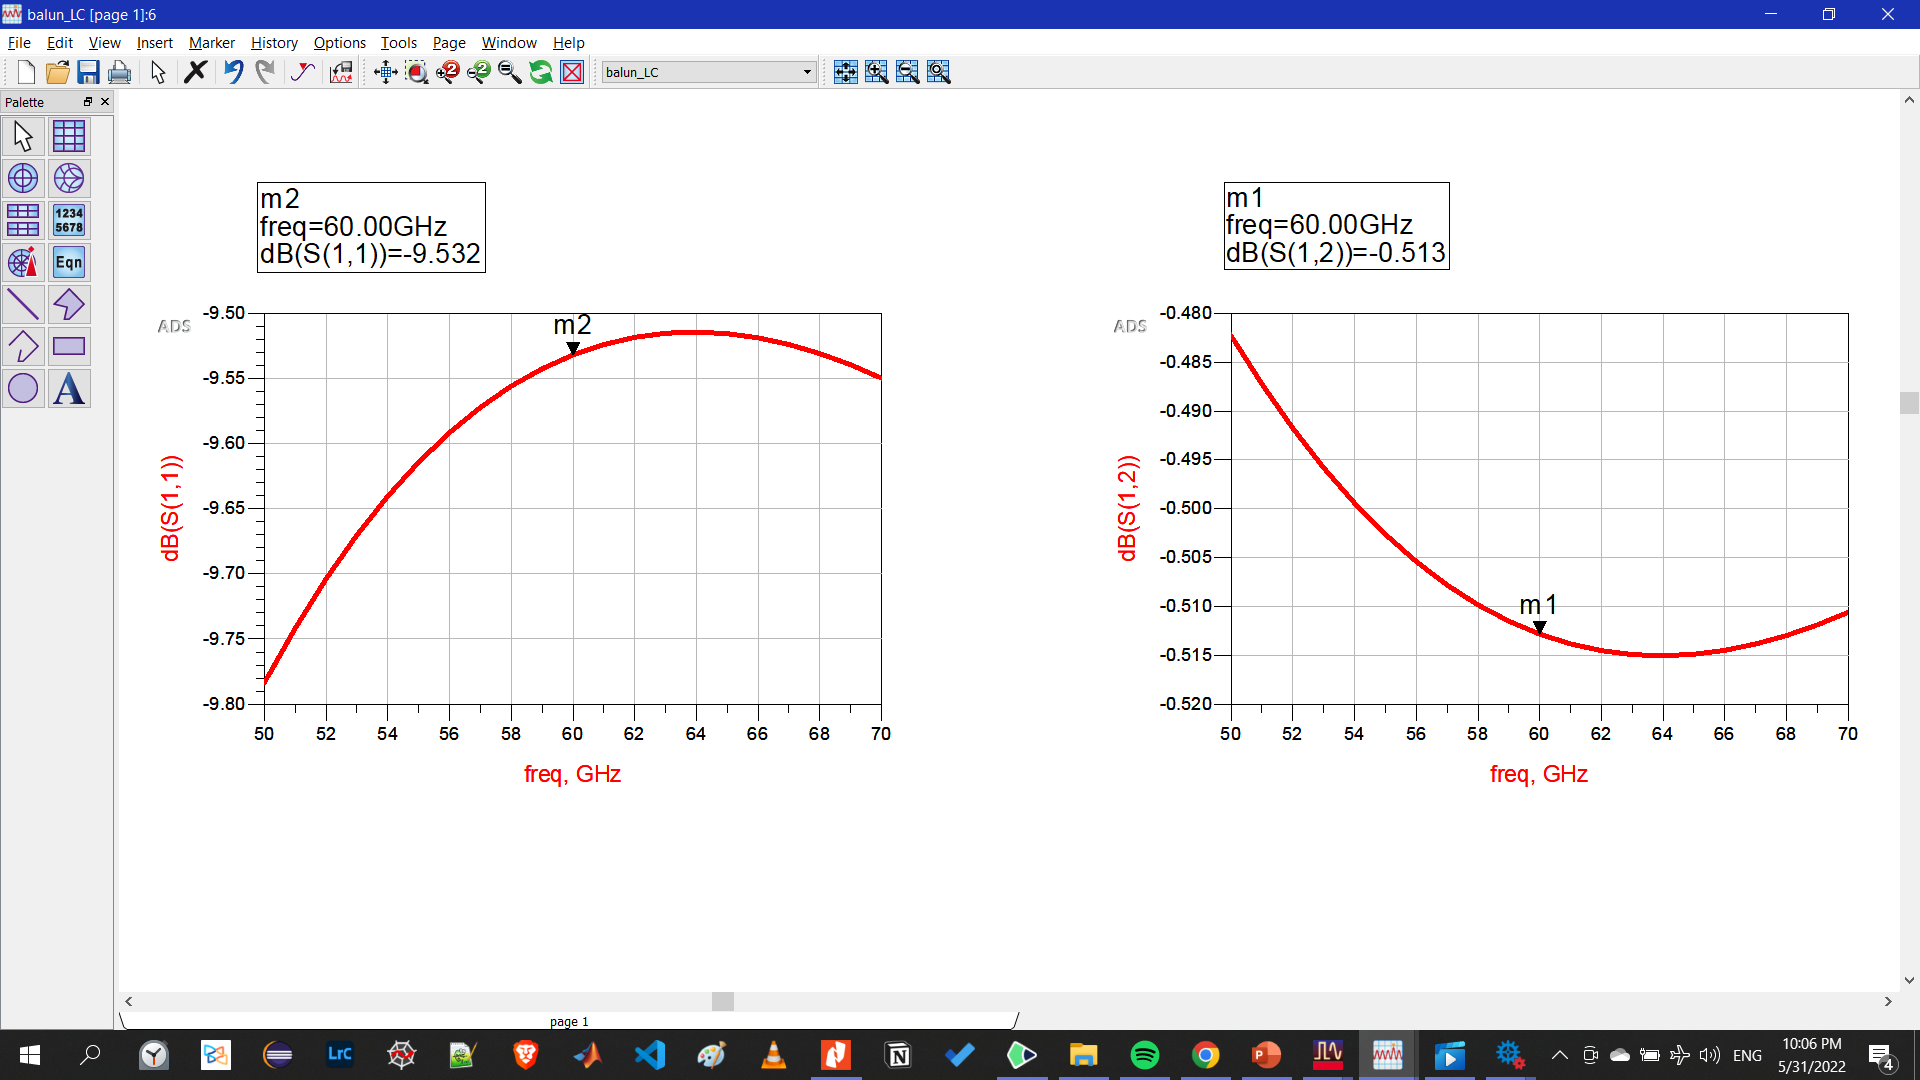 balun_LC [page 1]:6
File Edit View Insert Marker History Options Tools Page Window Help
balun_LC
Palette
1234
5678
Eqn
A
m2
freq=60.00GHz
dB(S(1,1))=-9.532
m1
freq=60.00GHz
dB(S(1,2))=-0.513
ADS
m2
-9.50
-9.55
-9.60
-9.65
-9.70
-9.75
-9.80
dB(S(1,1))
50 52 54 56 58 60 62 64 66 68 70
freq, GHz
ADS
m1
-0.480
-0.485
-0.490
-0.495
-0.500
-0.505
-0.510
-0.515
-0.520
dB(S(1,2))
50 52 54 56 58 60 62 64 66 68 70
freq, GHz
page 1
LrC
ENG
10:06 PM
5/31/2022
4